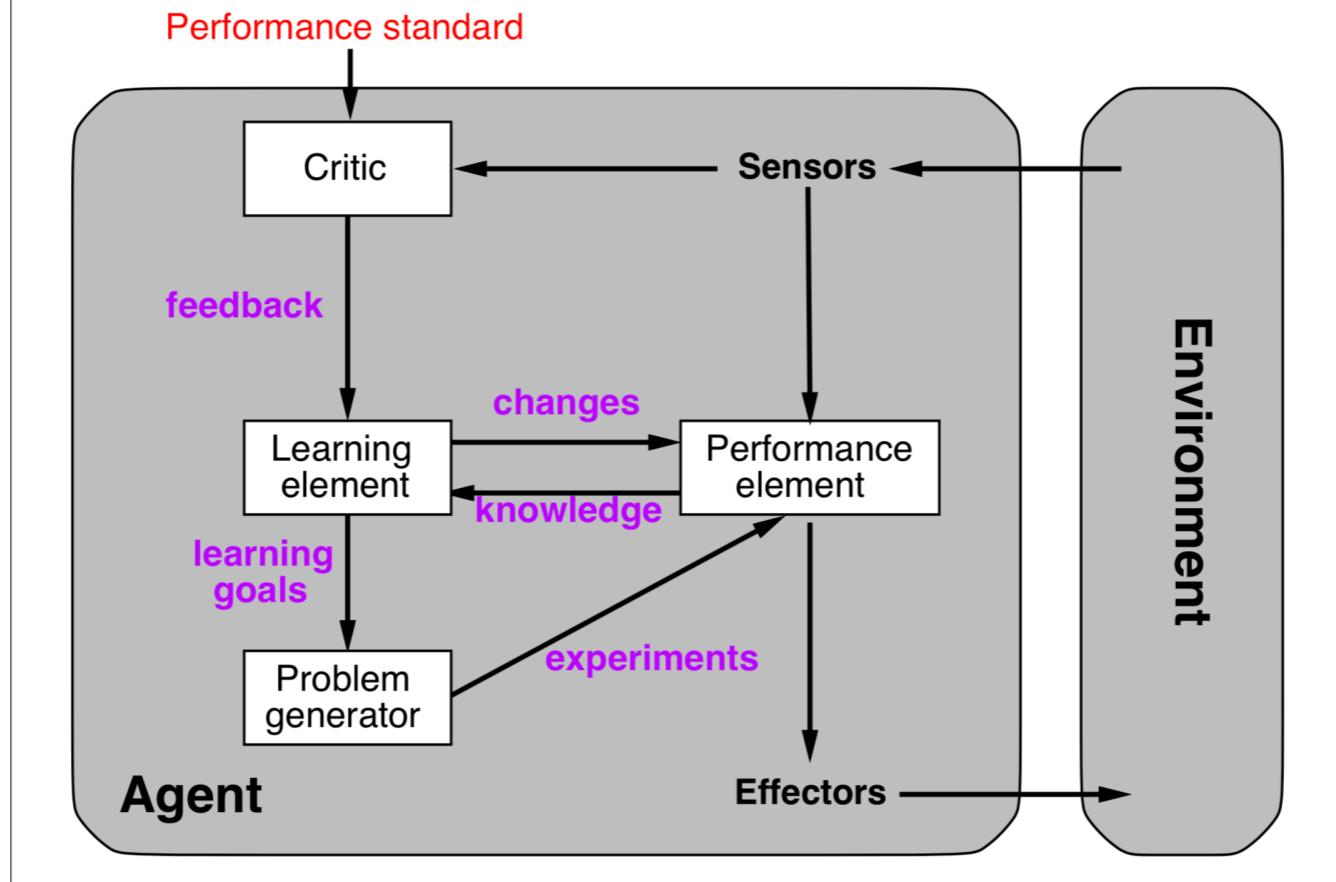 Performance standard
Critic
Sensors
feedback
changes
Learning
element
Performance
element
knowledge
learning
goals
experiments
Problem
generator
Agent
Effectors
Environment